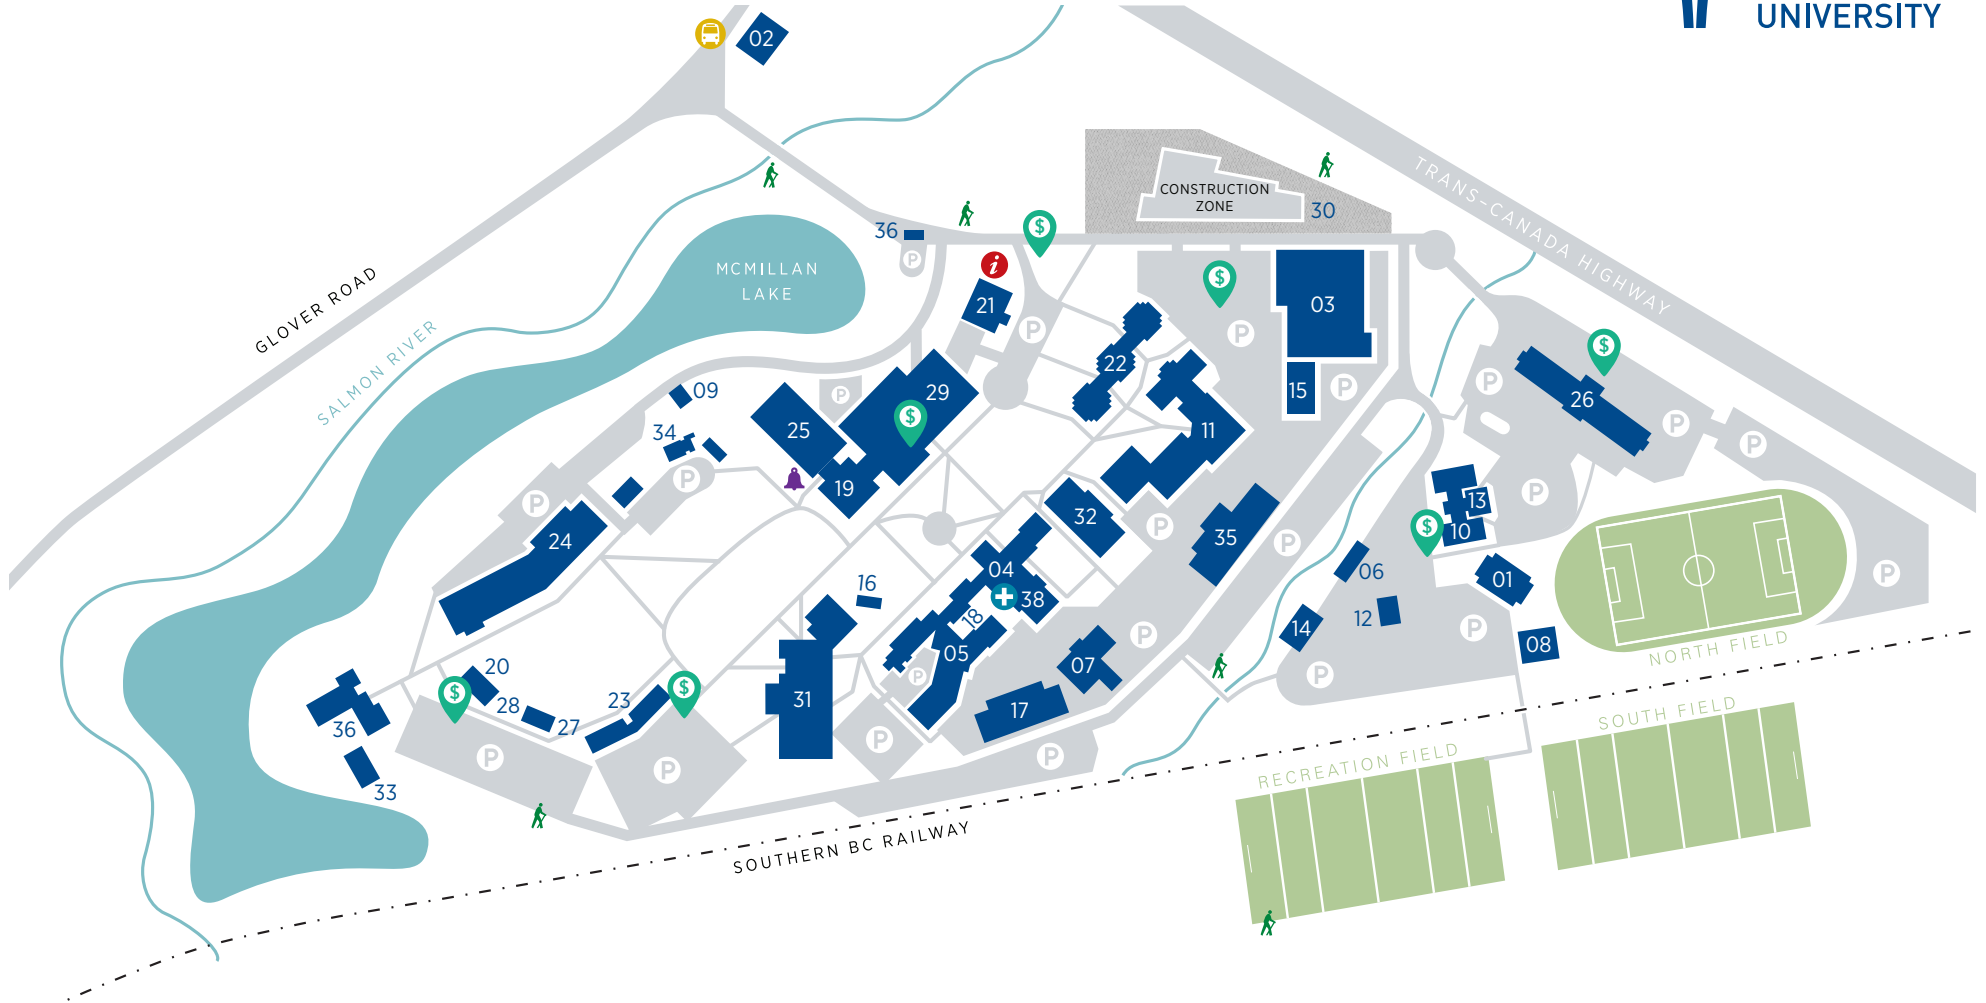 UNIVERSITY
02
TRANS-CANADA HIGHWAY
CONSTRUCTION
ZONE
30
$
36
P
i
MCMILLAN
LAKE
GLOVER ROAD
SALMON RIVER
$
21
P
03
P
22
15
P
$
26
P
P
P
09
29
$
P
25
34
11
P
19
P
24
32
P
35
P
13
10
$
P
01
06
12
14
P
08
P
P
NORTH FIELD
04
38
16
18
05
P
07
P
17
P
31
P
20
28
$
27
23
$
36
33
P
P
SOUTH FIELD
RECREATION FIELD
SOUTHERN BC RAILWAY